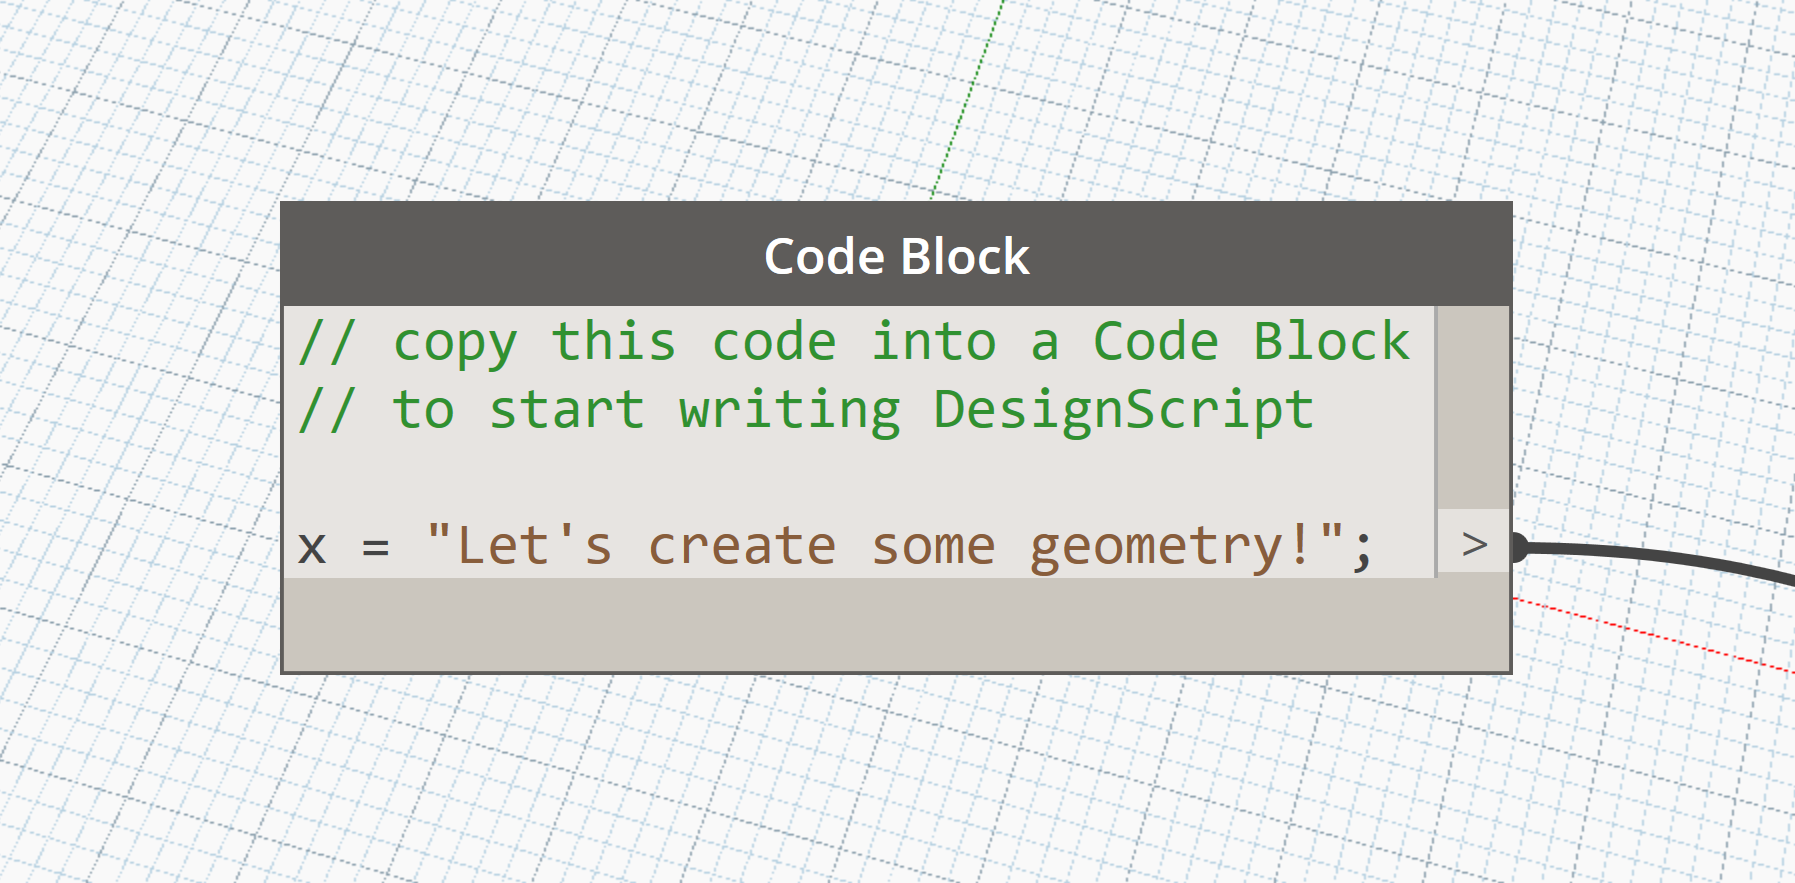 Code Block
// copy this code into a Code Block
// to start writing DesignScript
x = "Let's create some geometry!";
>